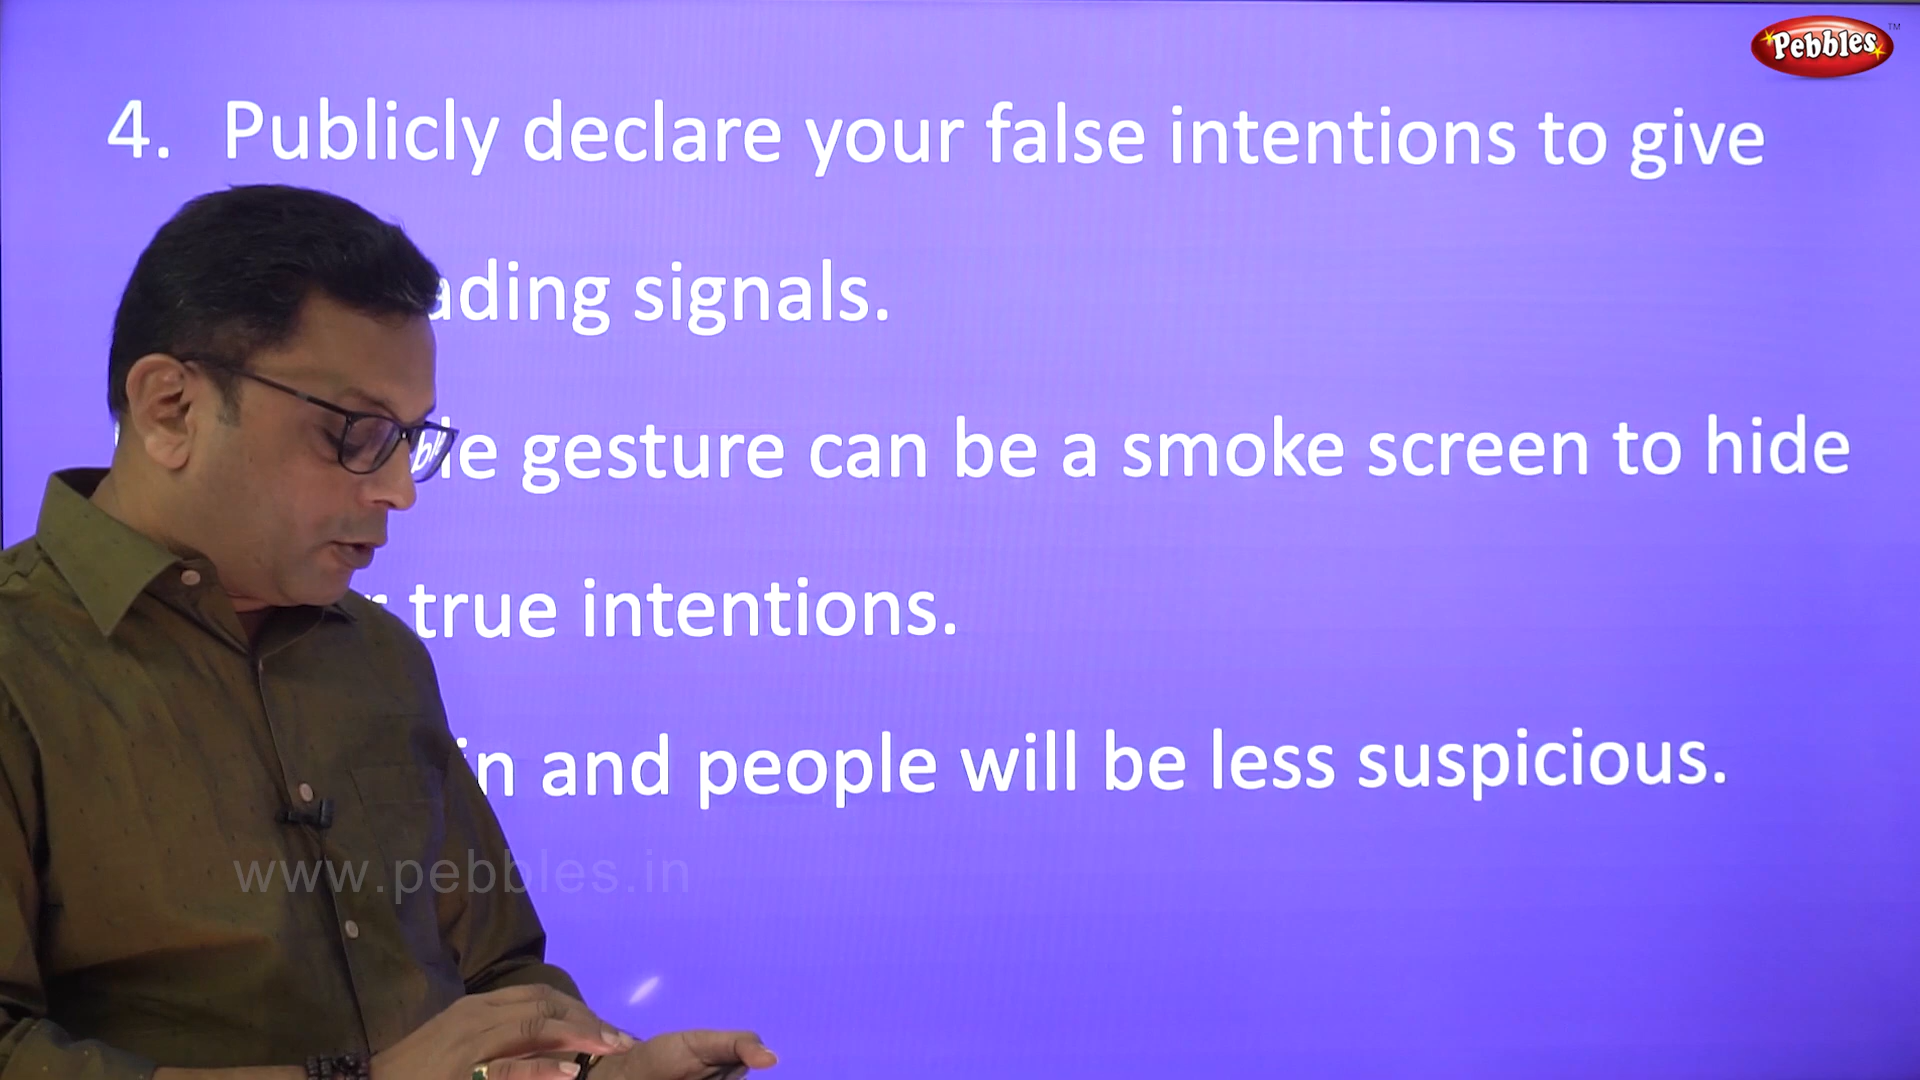 Pebbles
TM
4. Publicly declare your false intentions to give
signals.
gesture can be a smoke screen to hide
true intentions.
and people will be less suspicious.
www.pebbles.in